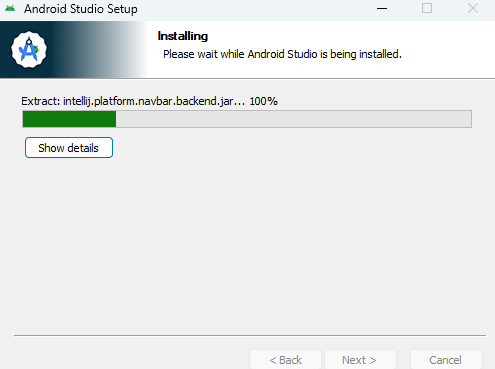 Android Studio Setup
Installing
Please wait while Android Studio is being installed.
Extract: intellij.platform.navbar.backend.jar... 100%
Show details
< Back
Next >
Cancel